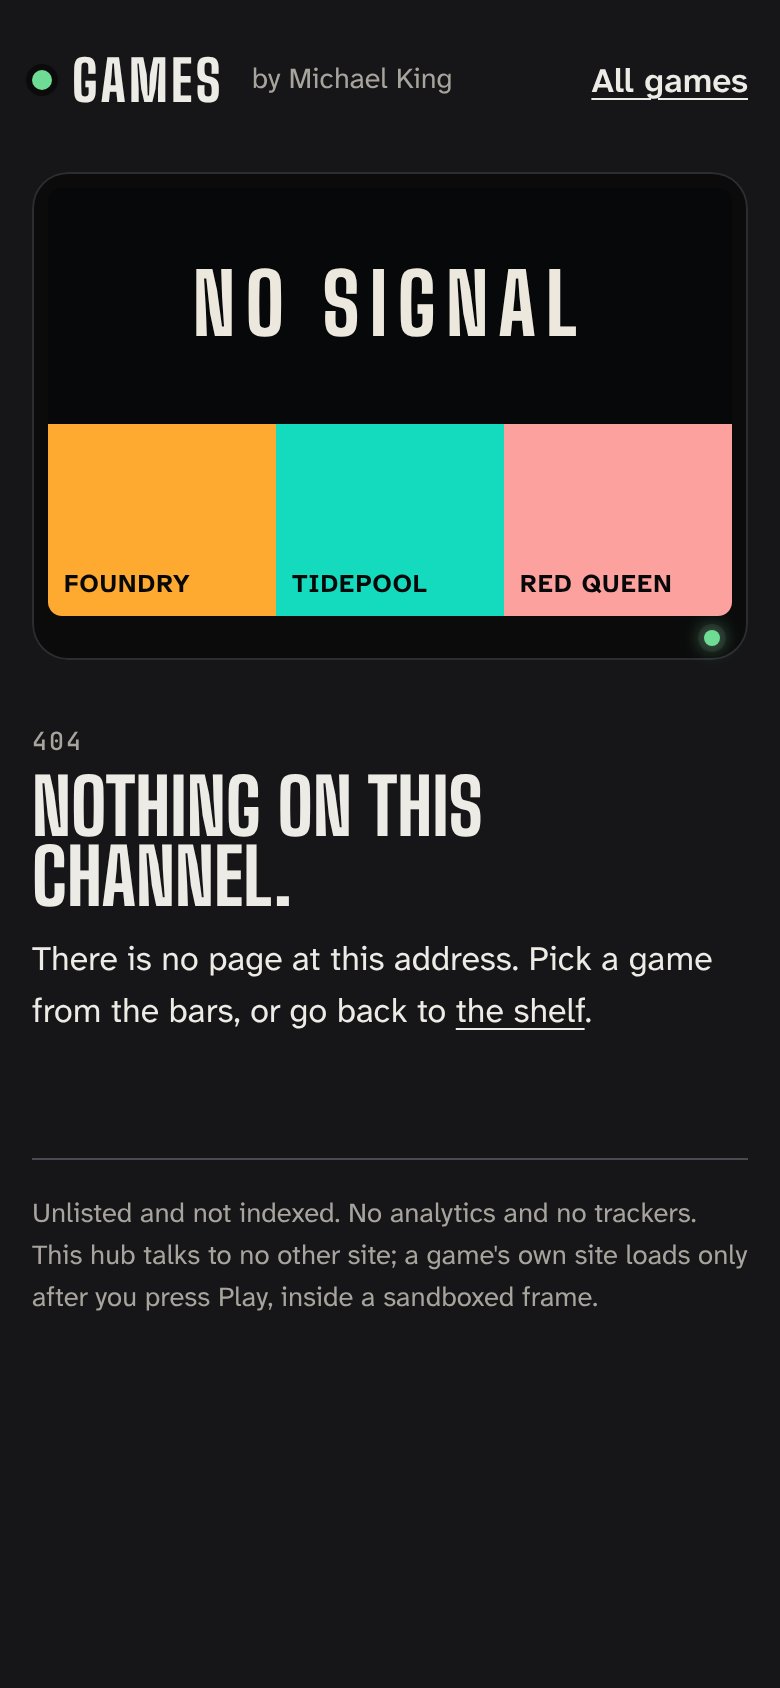 GAMES by Michael King All games
NO SIGNAL
FOUNDRY TIDEPOOL RED QUEEN
404
NOTHING ON THIS
CHANNEL.
There is no page at this address. Pick a game
from the bars, or go back to the shelf.
Unlisted and not indexed. No analytics and no trackers.
This hub talks to no other site; a game's own site loads only
after you press Play, inside a sandboxed frame.